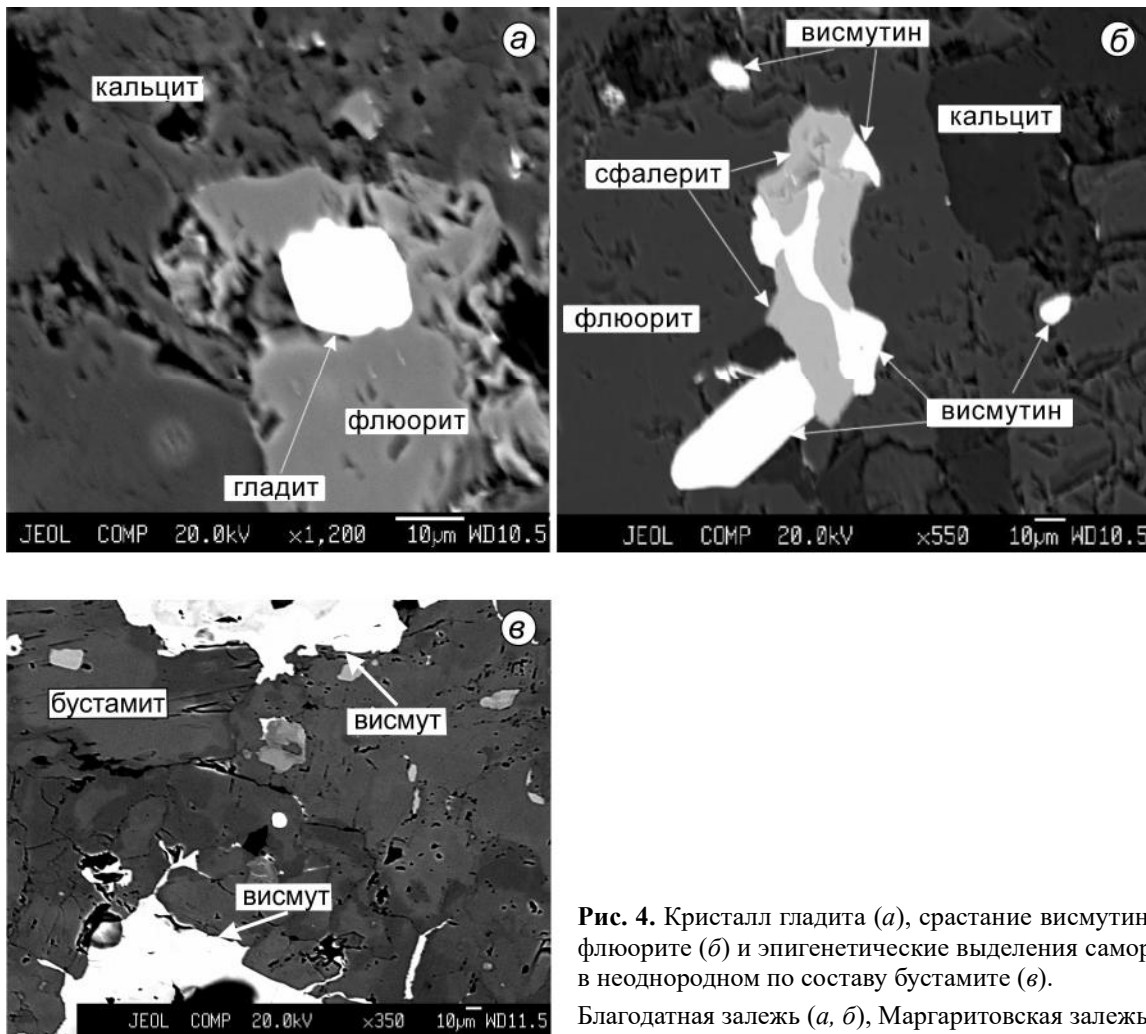 а
кальцит
флюорит
гладит
JEOL COMP 20.0kV ×1,200 10µm WD10.5
б
висмутин
кальцит
сфалерит
флюорит
висмутин
JEOL COMP 20.0kV ×550 10µm WD10.5
в
бустамит
висмут
висмут
JEOL COMP 20.0kV ×350 10µm WD11.5
Рис. 4. Кристалл гладита (а), срастание висмутин
флюорите (б) и эпигенетические выделения самор
в неоднородном по составу бустамите (в).
Благодатная залежь (а, б), Маргаритовская залежь